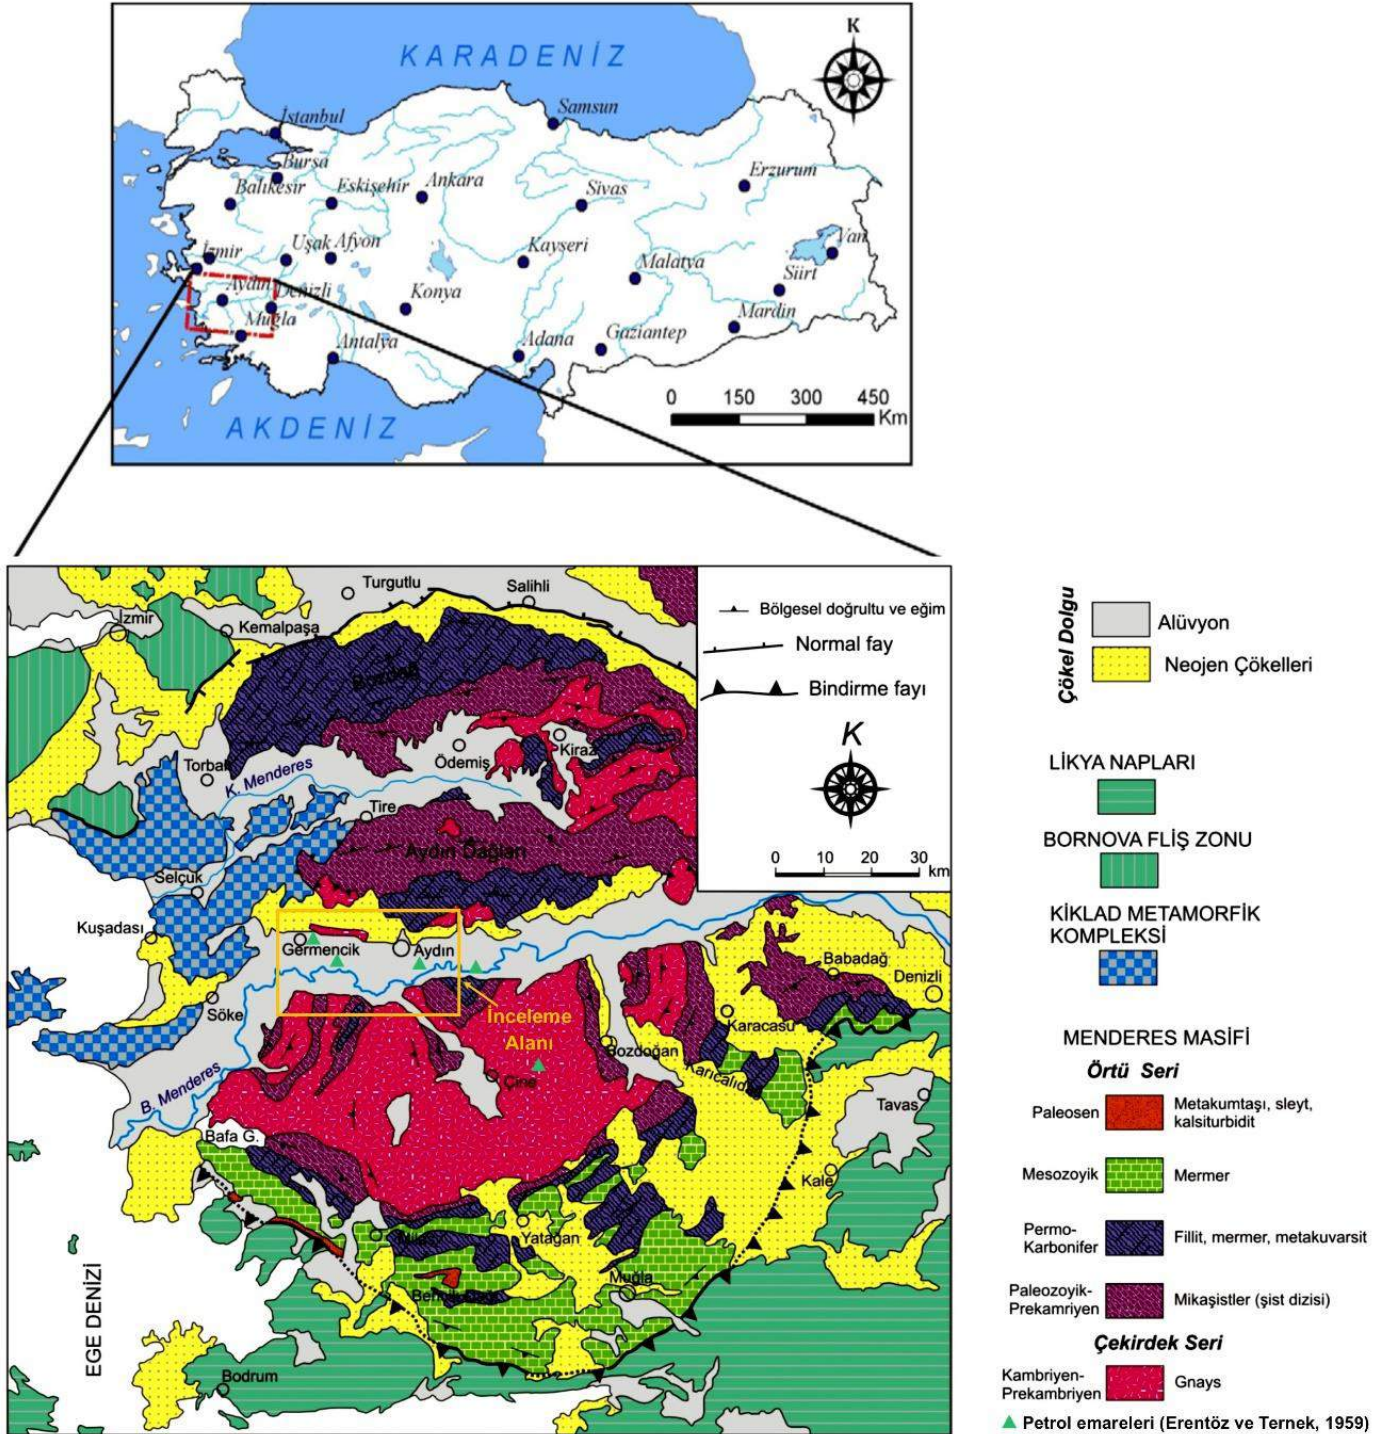 KARADENİZ
K
İstanbul
Samsun
Bursa
Balıkesir
Eskişehir
Ankara
Sivas
Erzurum
İzmir
Uşak
Afyon
Kayseri
Malatya
Van
Siirt
Aydın
Denizli
Konya
Muğla
Mardin
Antalya
Adana
Gaziantep
AKDENİZ
0 150 300 450
Km
Turgutlu
Salihli
İzmir
Kemalpaşa
Bozdağ
Torbalı
K. Menderes
Ödemiş
Kiraz
Tire
Aydın Dağları
Selçuk
Kuşadası
Germencik
Aydın
Babadağ
Denizli
Söke
İnceleme
Alanı
Karacasu
Bozdoğan
Karıcalıd
Çine
B. Menderes
Tavas
Bafa G.
Kale
Yatağan
Muğla
EGE DENİZİ
Bodrum
Bölgesel doğrultu ve eğim
Normal fay
Bindirme fayı
K
0 10 20 30
km
Çökel Dolgu
Alüvyon
Neojen Çökelleri
LİKYA NAPLARI
BORNOVA FLİŞ ZONU
KİKLAD METAMORFİK
KOMPLEKSİ
MENDERES MASİFİ
Örtü Seri
Paleosen
Metakumtaşı, sleyt,
kalsiturbidit
Mesozoyik
Mermer
Permo-
Karbonifer
Fillit, mermer, metakuvarsit
Paleozoyik-
Prekamriyen
Mikaşistler (şist dizisi)
Çekirdek Seri
Kambriyen-
Prekambriyen
Gnays
Petrol emareleri (Erentöz ve Ternek, 1959)